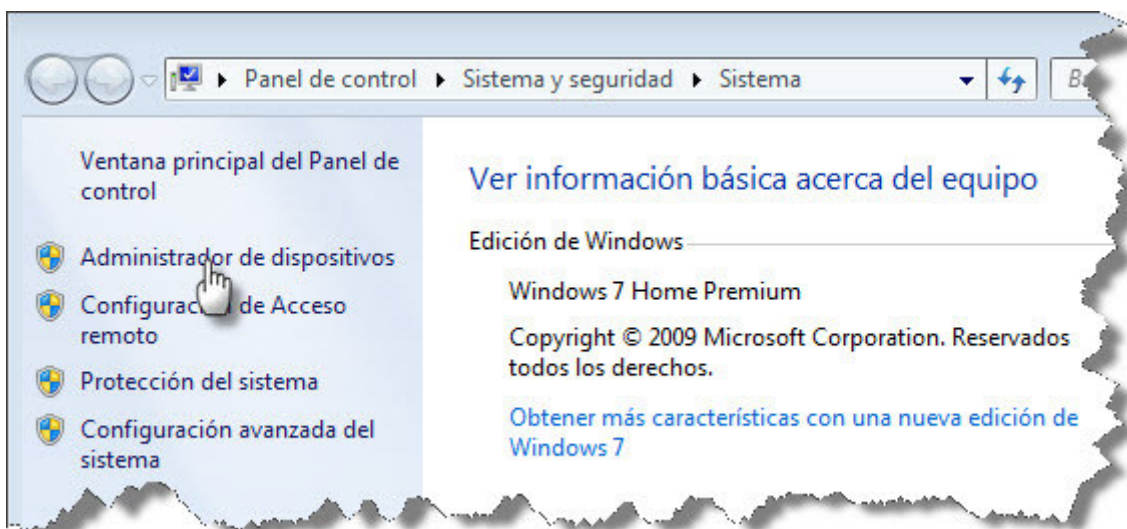 Panel de control Sistema y seguridad Sistema
Ventana principal del Panel de
control
Administrador de dispositivos
Configuración de Acceso
remoto
Protección del sistema
Configuración avanzada del
sistema
Ver información básica acerca del equipo
Edición de Windows
Windows 7 Home Premium
Copyright © 2009 Microsoft Corporation. Reservados
todos los derechos.
Obtener más características con una nueva edición de
Windows 7